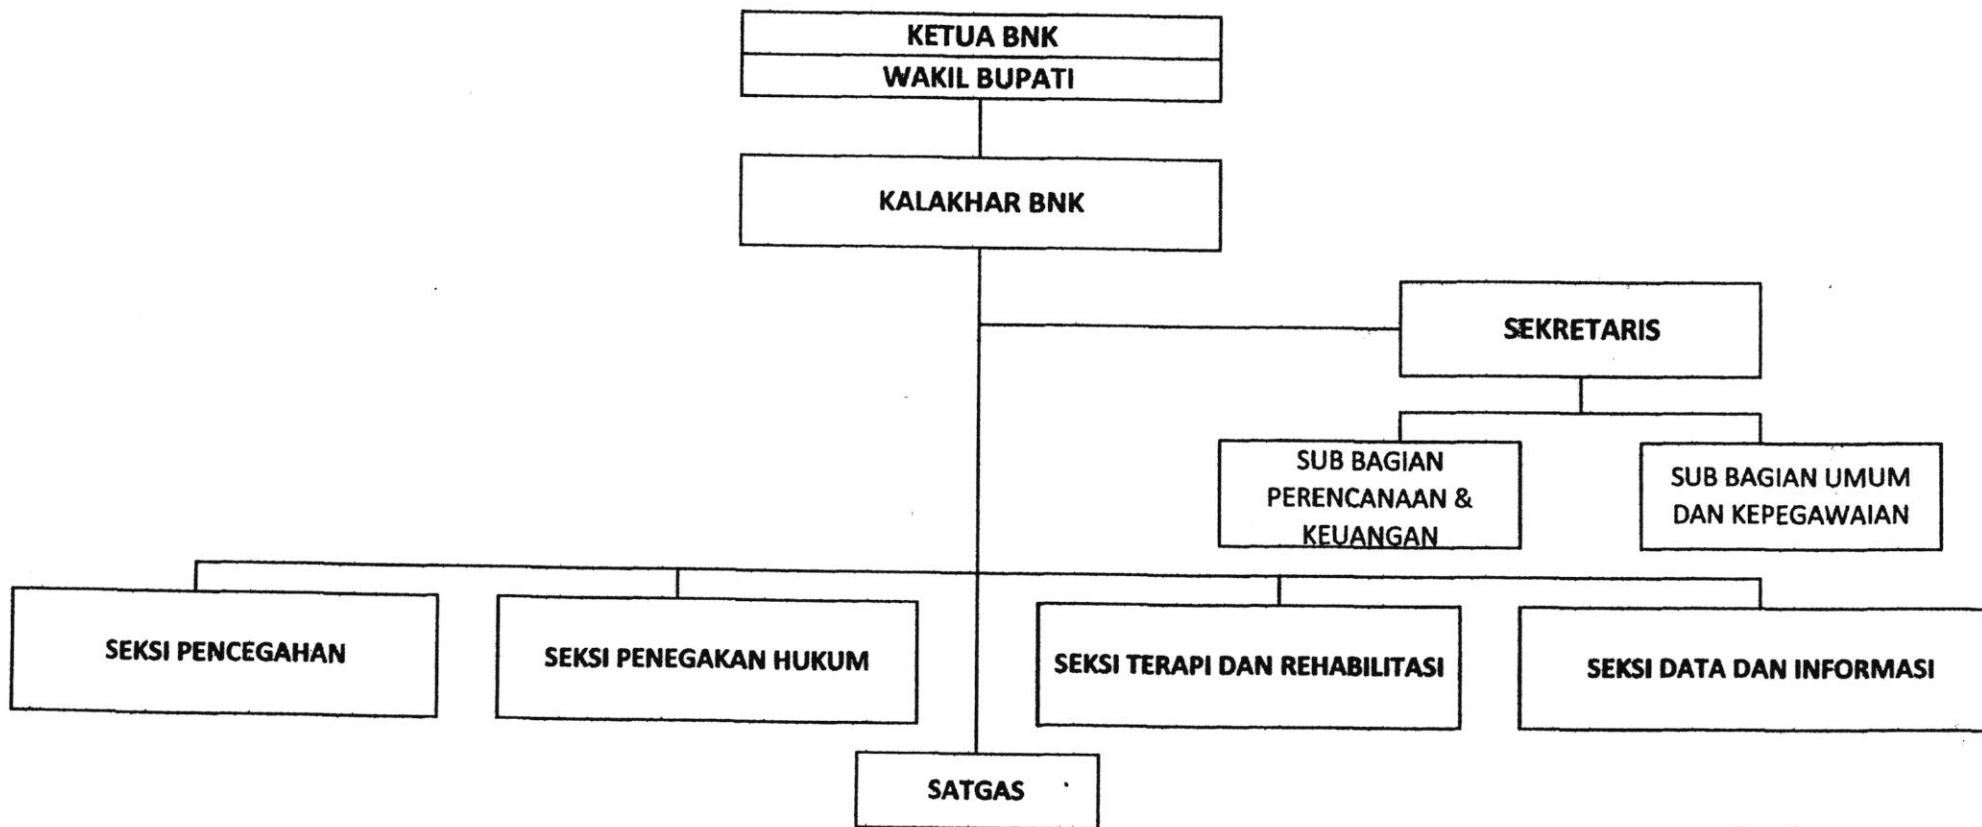 KETUA BNK
WAKIL BUPATI
KALAKHAR BNK
SEKRETARIS
SUB BAGIAN
PERENCANAAN &
KEUANGAN
SUB BAGIAN UMUM
DAN KEPEGAWAIAN
SEKSI PENCEGAHAN
SEKSI PENEGAKAN HUKUM
SEKSI TERAPI DAN REHABILITASI
SEKSI DATA DAN INFORMASI
SATGAS